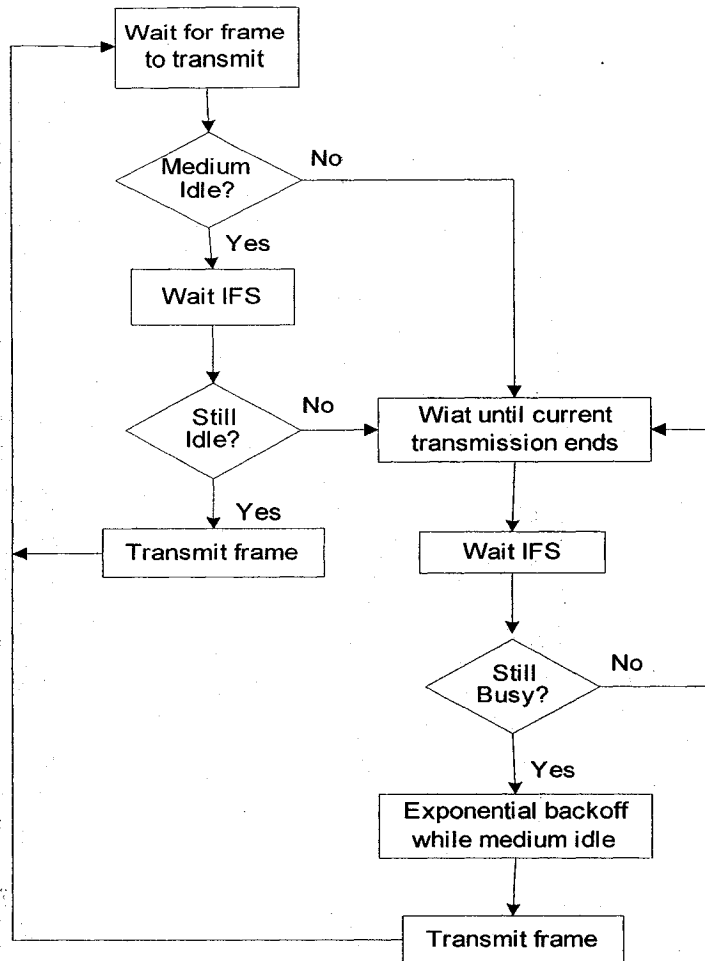 Wait for frame
to transmit
Medium
Idle?
No
Yes
Wait IFS
Still
Idle?
No
Yes
Transmit frame
Wiat until current
transmission ends
Wait IFS
Still
Busy?
No
Yes
Exponential backoff
while medium idle
Transmit frame